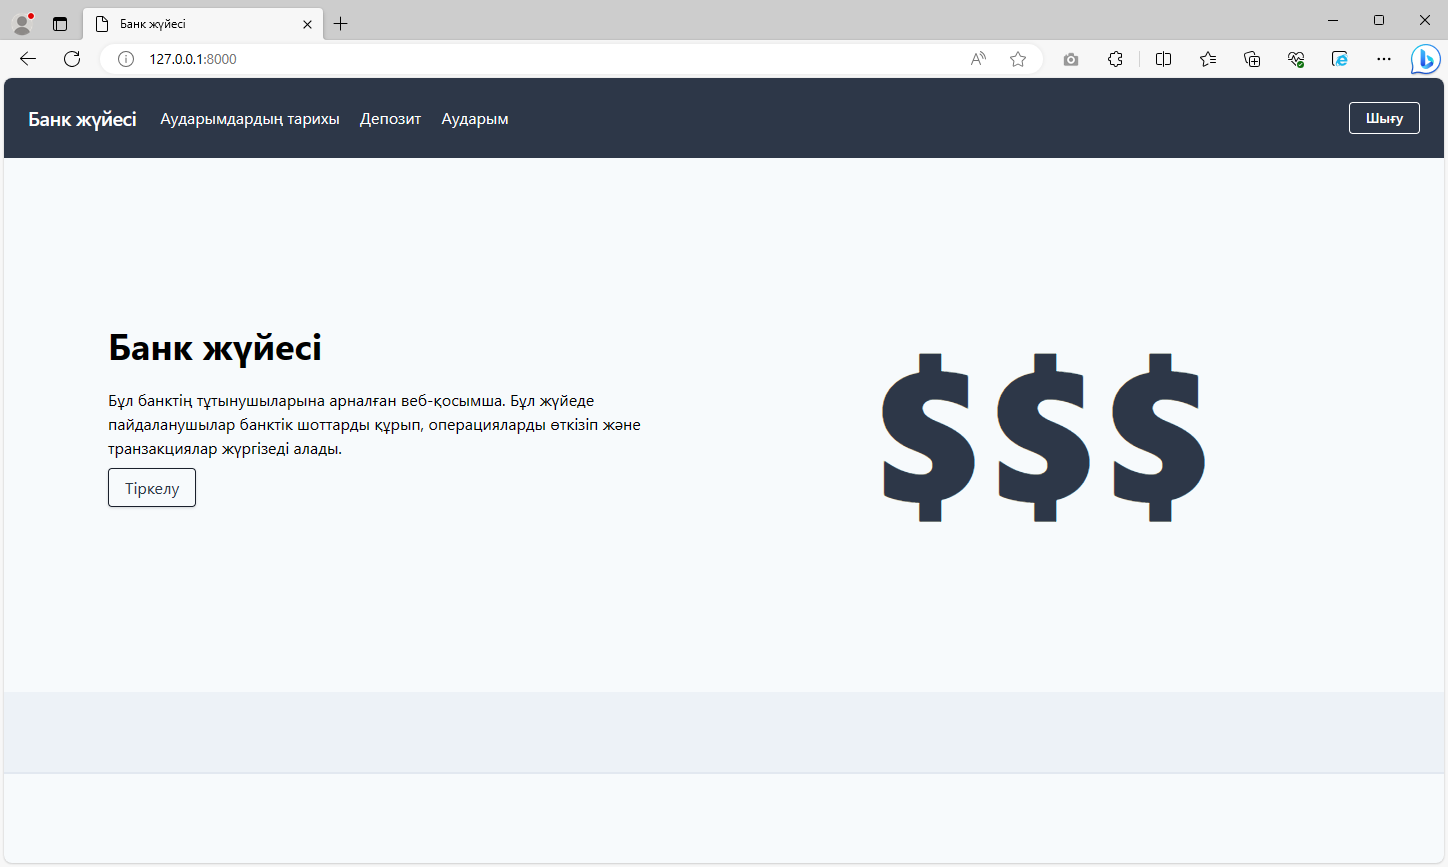 Банк жүйесі
127.0.0.1:8000
Банк жүйесі Аударымдардың тарихы Депозит Аударым Шығу
Банк жүйесі
Бұл банктің тұтынушыларына арналған веб-қосымша. Бұл жүйеде
пайдаланушылар банктік шоттарды құрып, операцияларды өткізіп және
транзакциялар жүргізеді алады.
Тіркелу
$$$